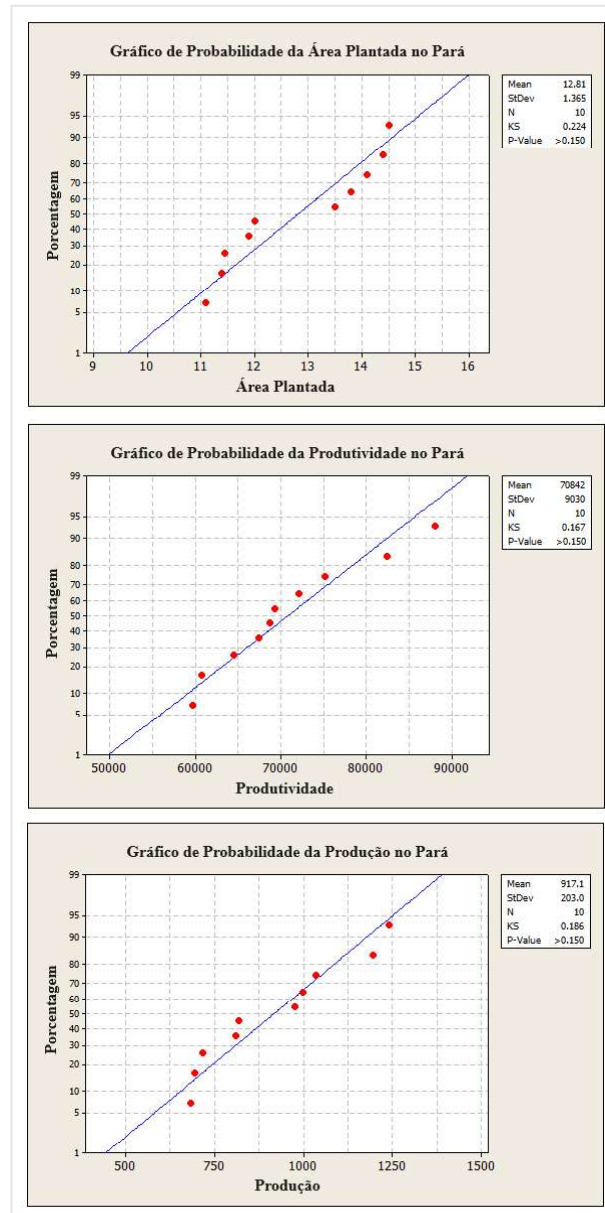 Gráfico de Probabilidade da Área Plantada no Pará
Mean 12.81
StDev 1.365
N 10
KS 0.224
P-Value >0.150
Porcentagem
99
95
90
80
70
60
50
40
30
20
10
5
1
9 10 11 12 13 14 15 16
Área Plantada
Gráfico de Probabilidade da Produtividade no Pará
Mean 70842
StDev 9030
N 10
KS 0.167
P-Value >0.150
Porcentagem
99
95
90
80
70
60
50
40
30
20
10
5
1
50000 60000 70000 80000 90000
Produtividade
Gráfico de Probabilidade da Produção no Pará
Mean 917.1
StDev 203.0
N 10
KS 0.186
P-Value >0.150
Porcentagem
99
95
90
80
70
60
50
40
30
20
10
5
1
500 750 1000 1250 1500
Produção